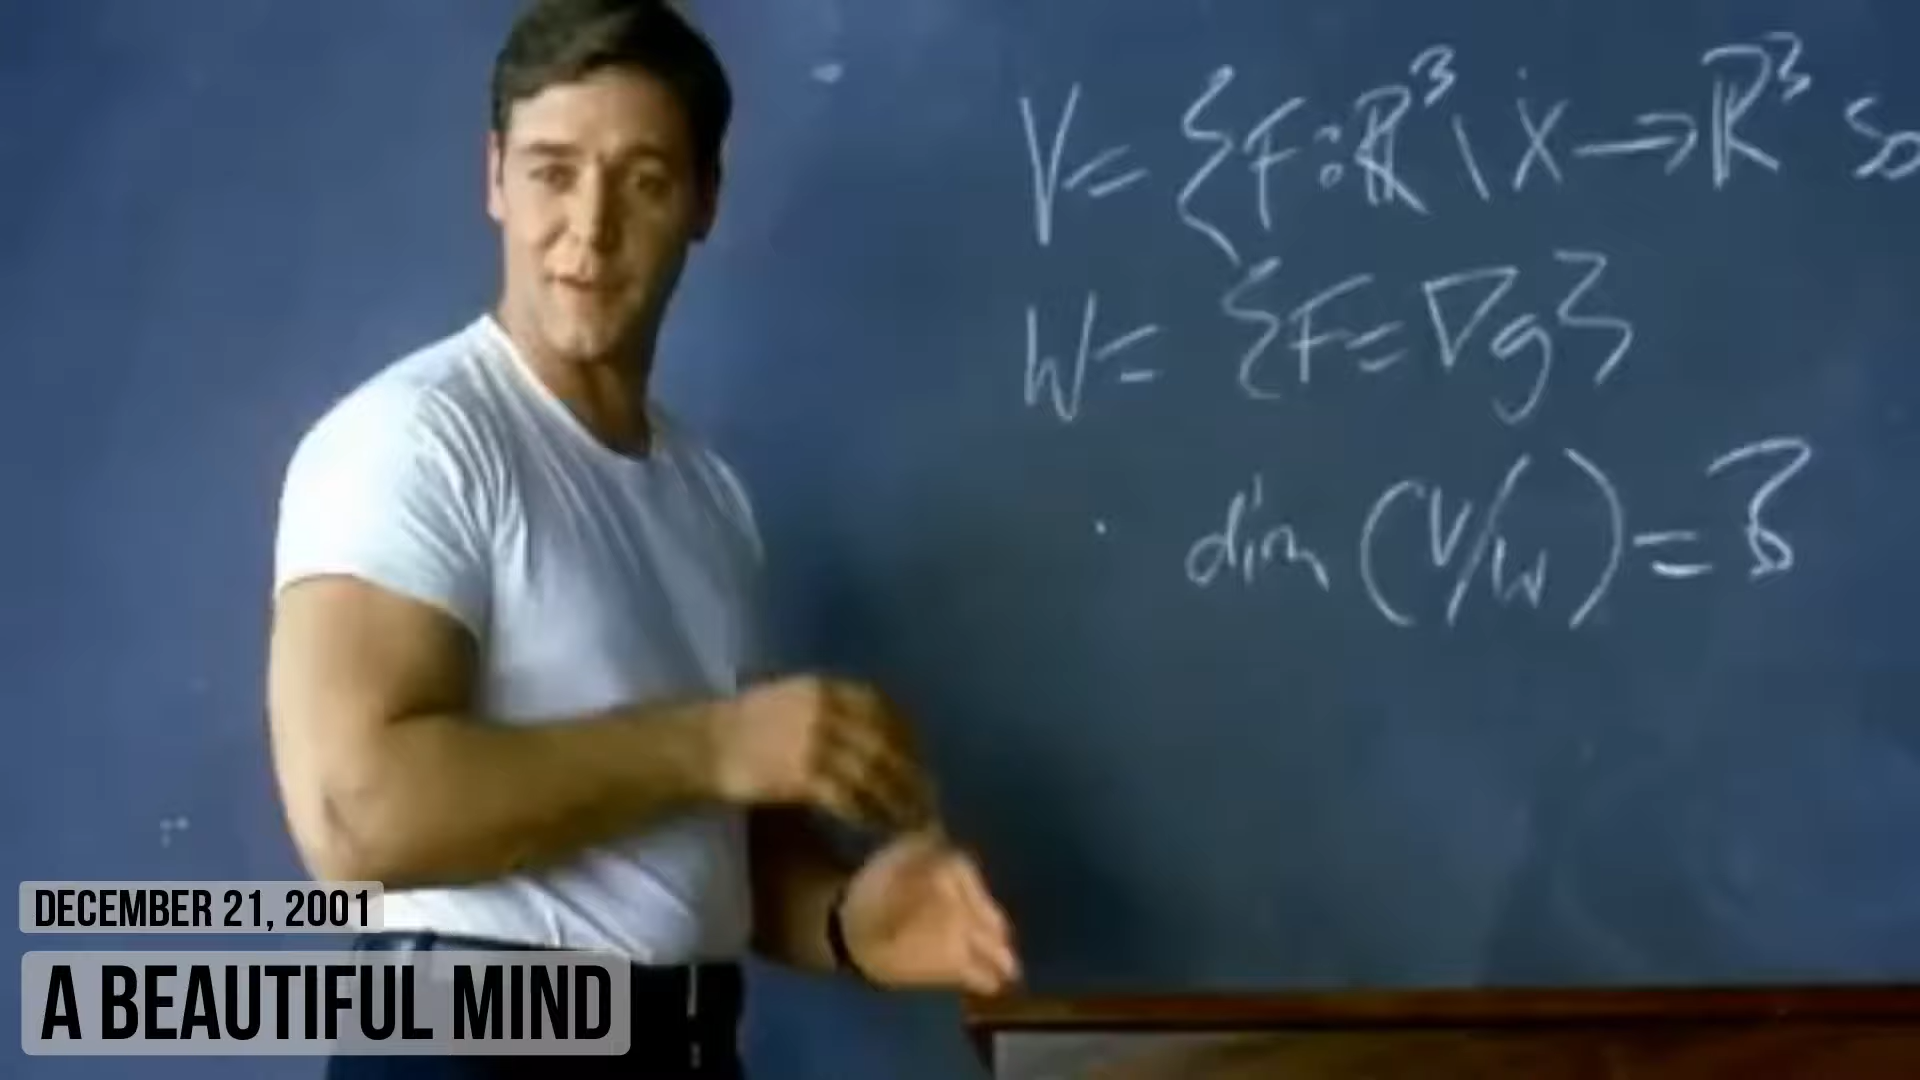 V = {F: ℝ³ \ X → ℝ³ so
W = {F = ∇g}
dim (V/W) = 8
DECEMBER 21, 2001
A BEAUTIFUL MIND